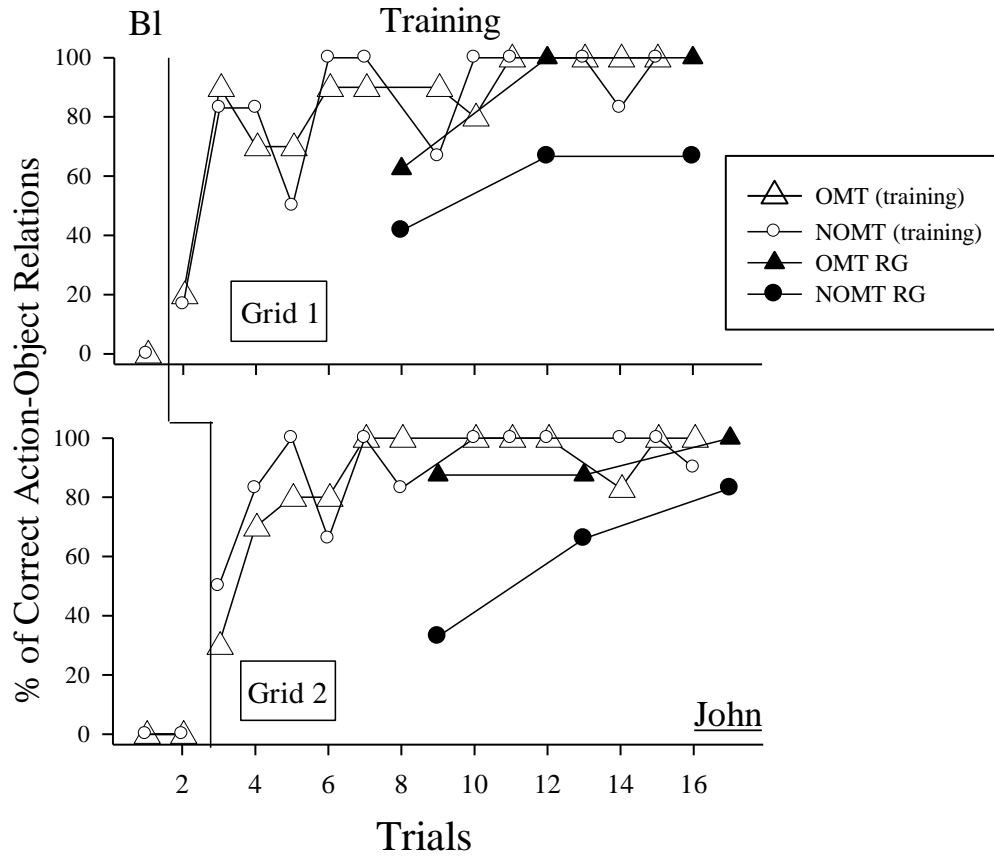 Bl Training
% of Correct Action-Object Relations
100
80
60
40
20
0
Grid 1
OMT (training)
NOMT (training)
OMT RG
NOMT RG
100
80
60
40
20
0
Grid 2
John
2 4 6 8 10 12 14 16
Trials